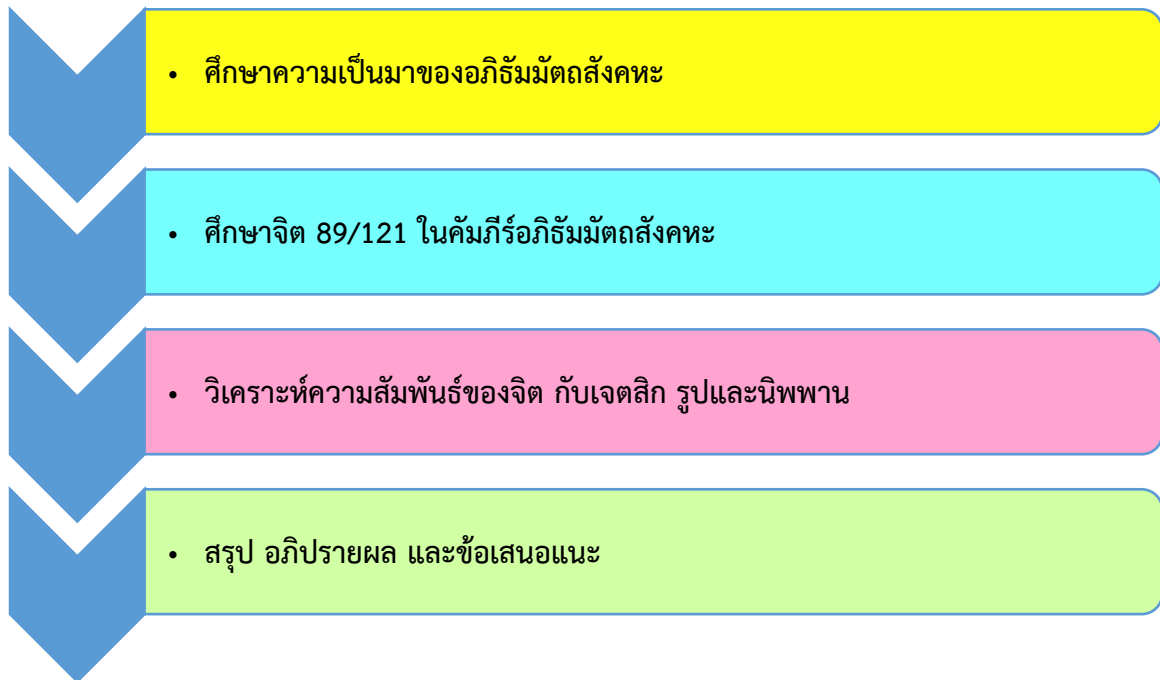 • ศึกษาความเป็นมาของอภิธัมมัตถสังคหะ
• ศึกษาจิต 89/121 ในคัมภีร์อภิธัมมัตถสังคหะ
• วิเคราะห์ความสัมพันธ์ของจิต กับเจตสิก รูปและนิพพาน
• สรุป อภิปรายผล และข้อเสนอแนะ